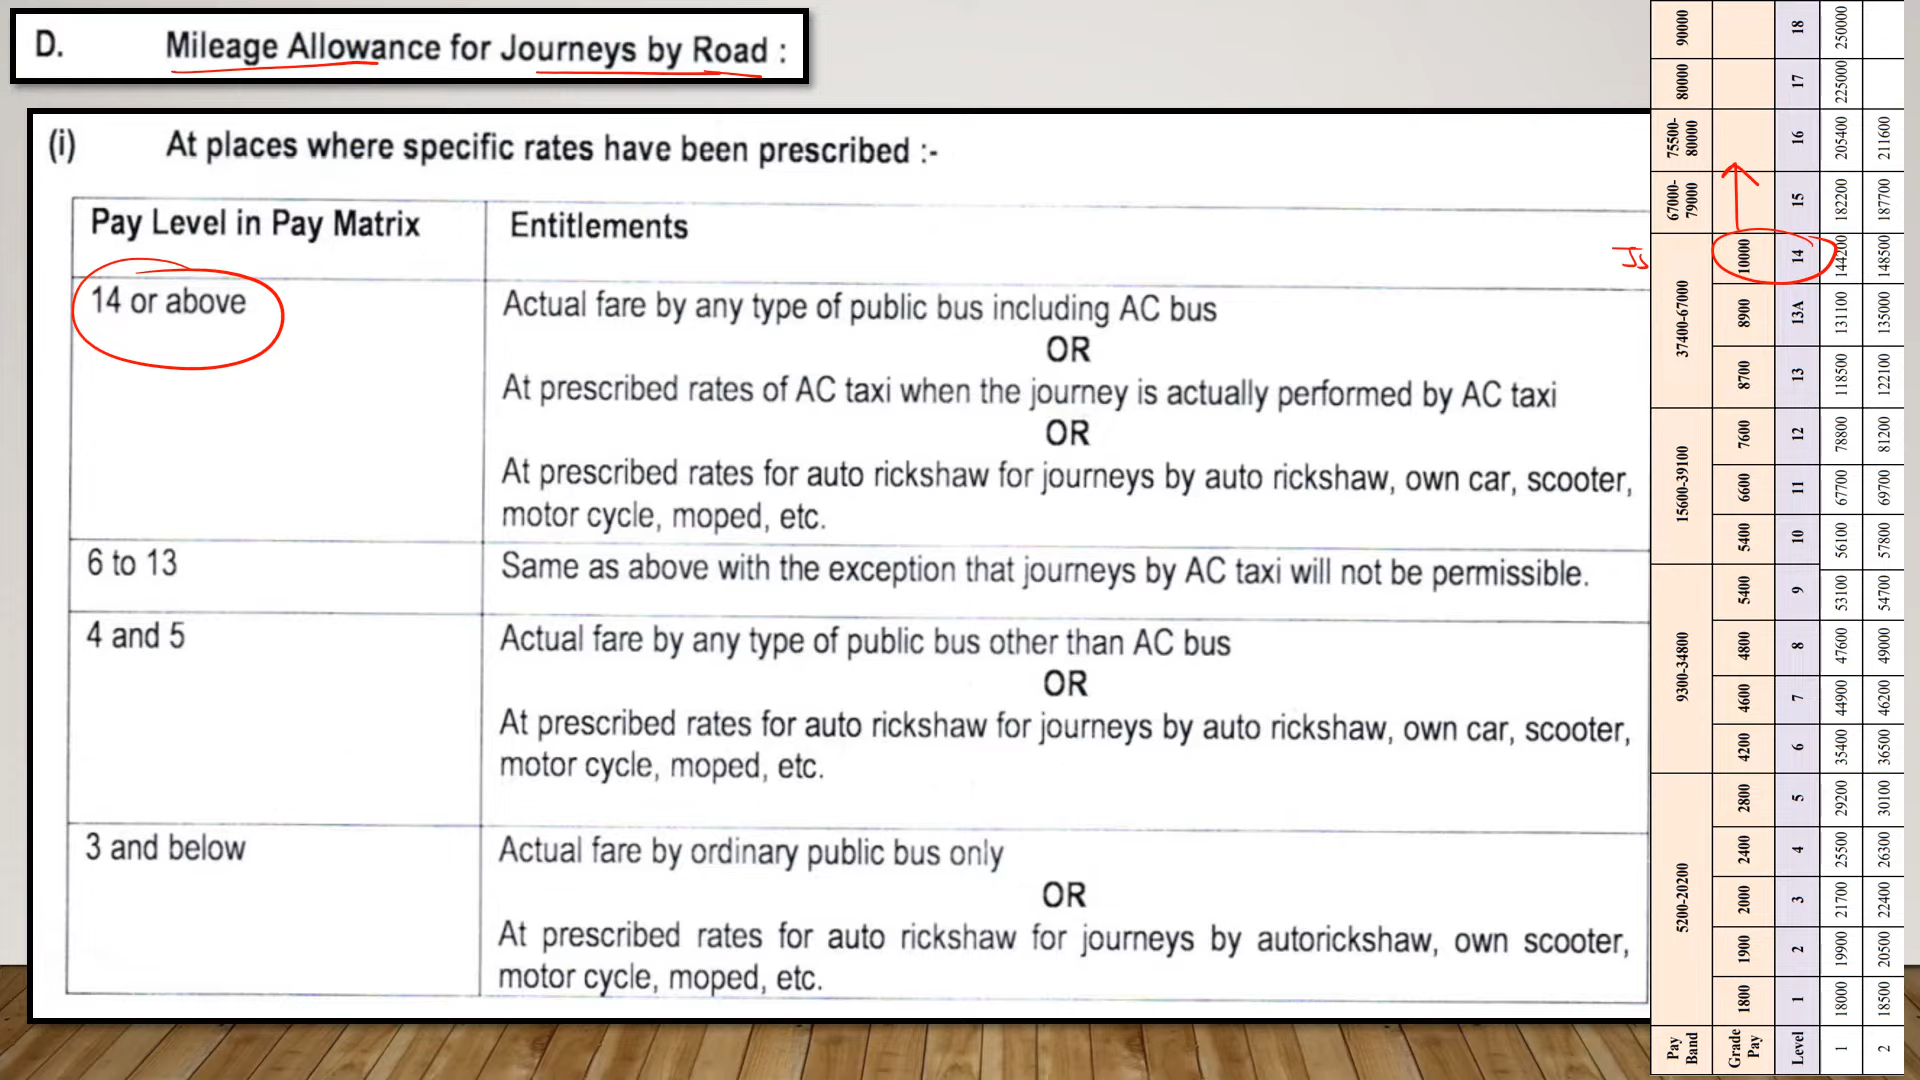 D. Mileage Allowance for Journeys by Road :
(i) At places where specific rates have been prescribed :-
Pay Level in Pay Matrix Entitlements
14 or above Actual fare by any type of public bus including AC bus
OR
At prescribed rates of AC taxi when the journey is actually performed by AC taxi
OR
At prescribed rates for auto rickshaw for journeys by auto rickshaw, own car, scooter,
motor cycle, moped, etc.
6 to 13 Same as above with the exception that journeys by AC taxi will not be permissible.
4 and 5 Actual fare by any type of public bus other than AC bus
OR
At prescribed rates for auto rickshaw for journeys by auto rickshaw, own car, scooter,
motor cycle, moped, etc.
3 and below Actual fare by ordinary public bus only
OR
At prescribed rates for auto rickshaw for journeys by autorickshaw, own scooter,
motor cycle, moped, etc.
Pay Band 5200-20200 9300-34800 15600-39100 37400-67000 67000-79000 75500-80000 80000 90000
Grade Pay 1800 1900 2000 2400 2800 4200 4600 4800 5400 5400 6600 7600 8700 8900 10000
Level 1 2 3 4 5 6 7 8 9 10 11 12 13 13A 14 15 16 17 18
1 18000 19900 21700 25500 29200 35400 44900 47600 53100 56100 67700 78800 118500 131100 144200 182200 205400 225000 250000
2 18500 20500 22400 26300 30100 36500 46200 49000 54700 57800 69700 81200 122100 135000 148500 187700 211600
JS